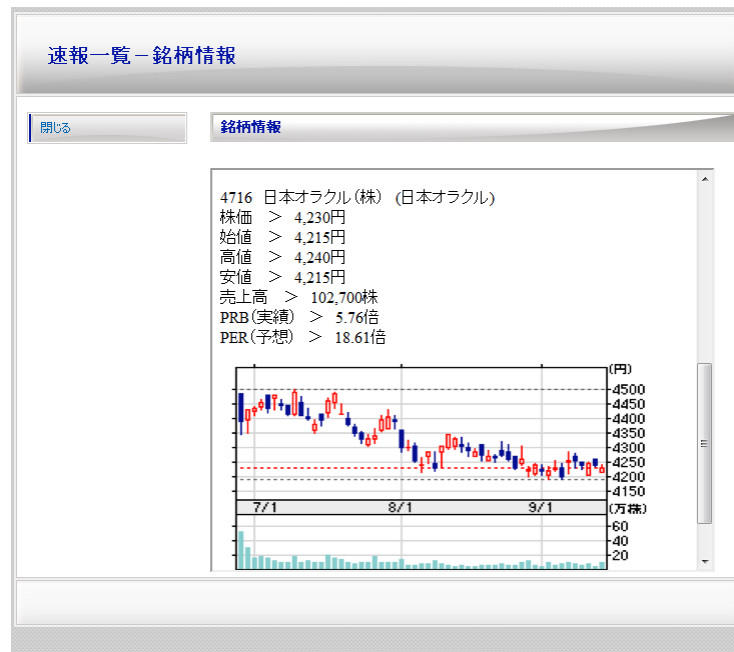 速報一覧－銘柄情報
閉じる
銘柄情報
4716 日本オラクル（株） (日本オラクル)
株価 ＞ 4,230円
始値 ＞ 4,215円
高値 ＞ 4,240円
安値 ＞ 4,215円
売上高 ＞ 102,700株
PRB（実績） ＞ 5.76倍
PER（予想） ＞ 18.61倍
(円)
4500
4450
4400
4350
4300
4250
4200
4150
7/1 8/1 9/1 (万株)
60
40
20